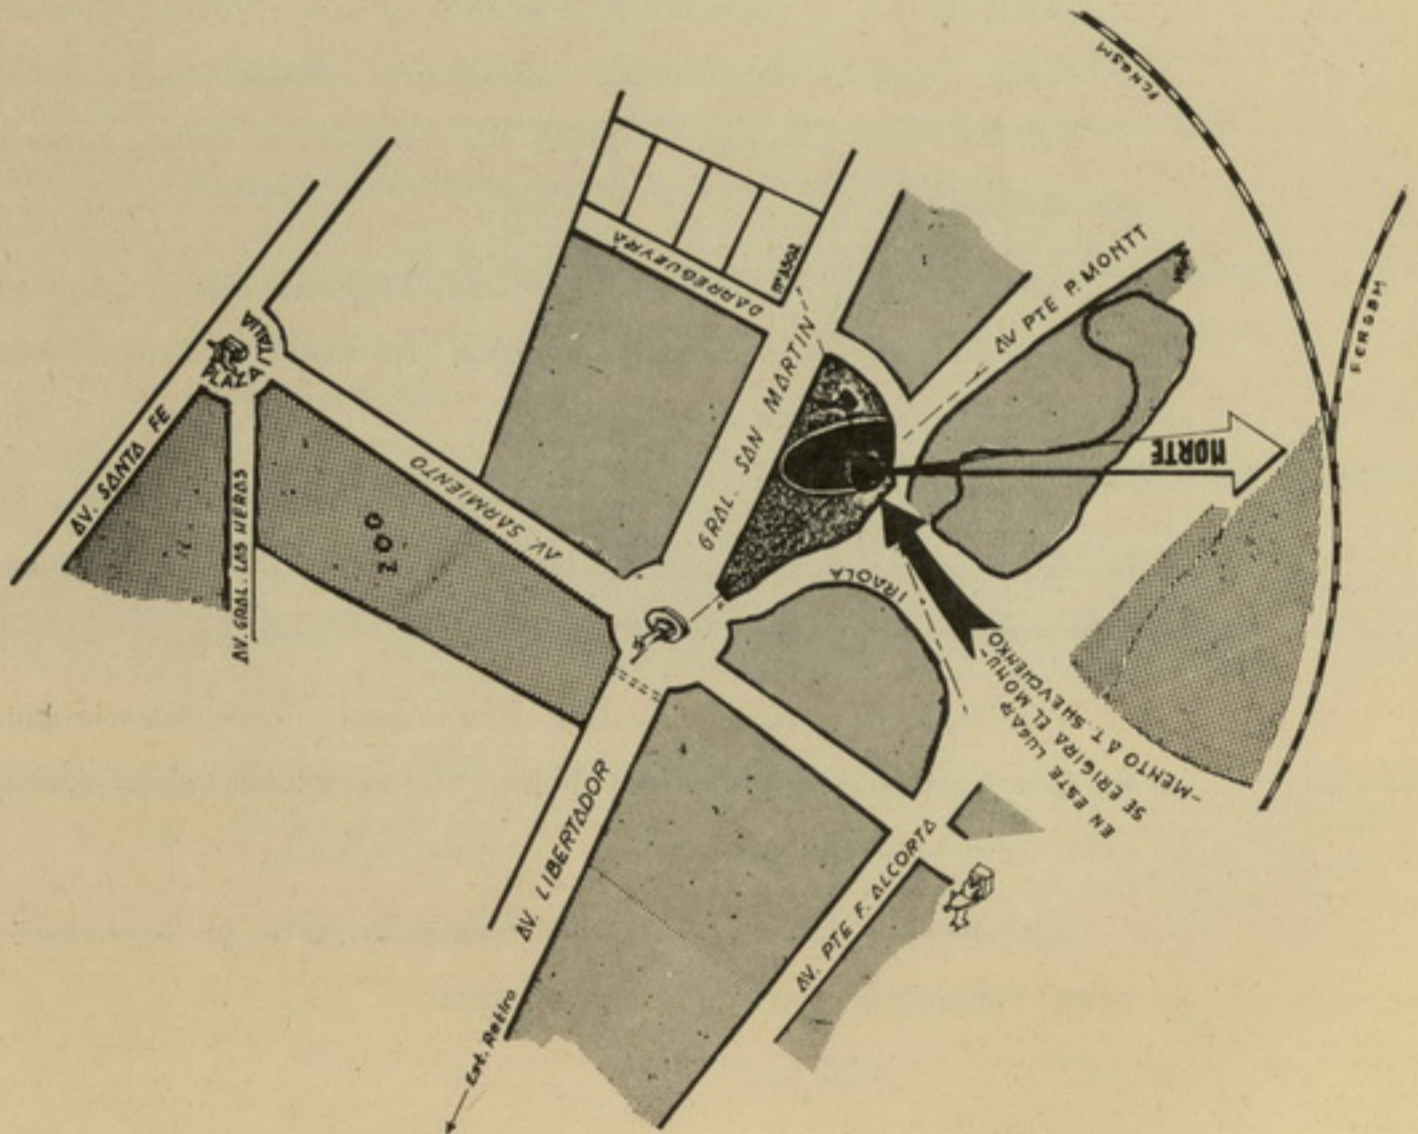 FCNGSM
FCNGBM
AV PTE P. MONTT
Nº 3902
DARREGUEYRA
GRAL. SAN MARTIN
PLAZA ITALIA
AV. SANTA FE
AV. GRAL. LAS HERAS
AV. SARMIENTO
ZOO
NORTE
IRAOLA
EN ESTE LUGAR
SE ERIGIRA EL MONU-
-MENTO A T. SHEVCHENKO
AV. LIBERTADOR
AV. PTE F. ALCORTA
Est. Retiro